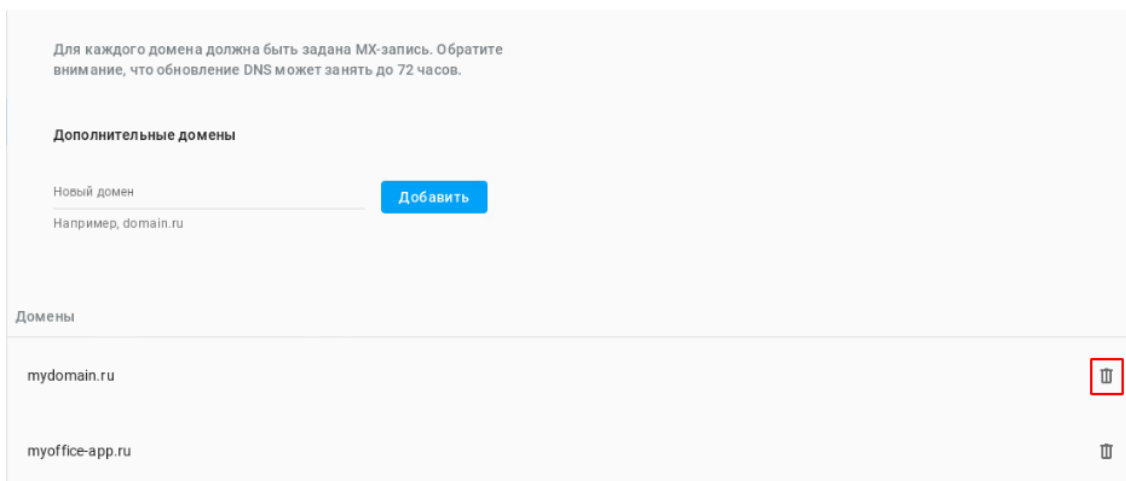 Для каждого домена должна быть задана MX-запись. Обратите
внимание, что обновление DNS может занять до 72 часов.
Дополнительные домены
Новый домен
Добавить
Например, domain.ru
Домены
mydomain.ru
myoffice-app.ru